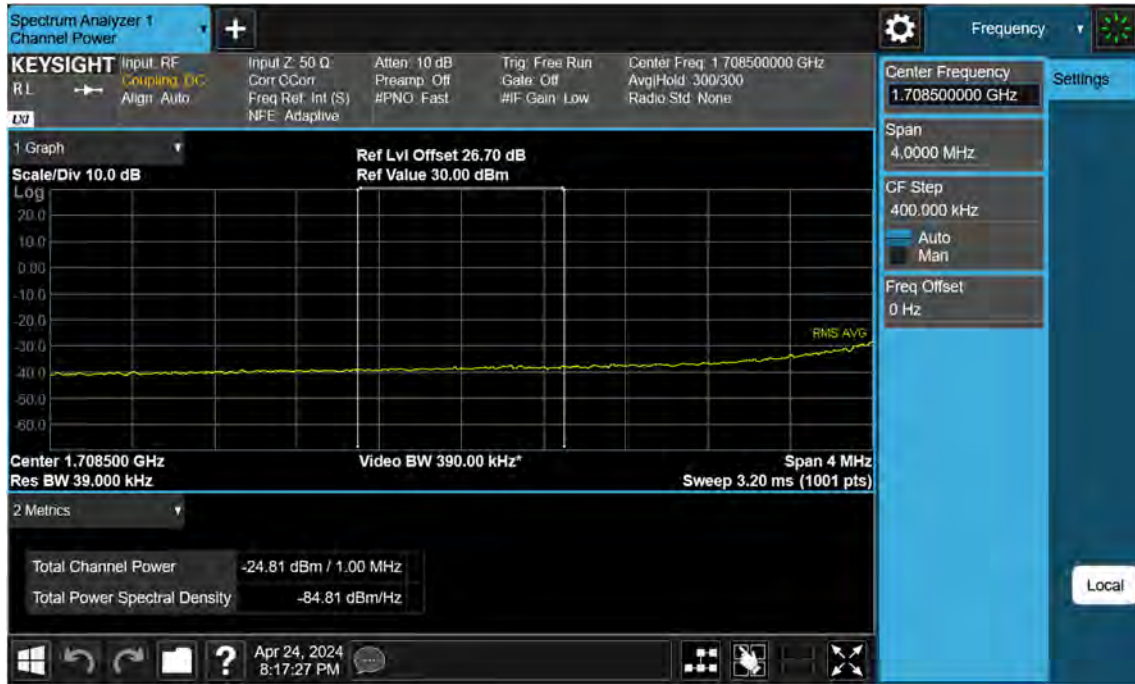 Spectrum Analyzer 1
Channel Power
+
Frequency
KEYSIGHT
RL
LXI
Input: RF
Coupling: DC
Align: Auto
Input Z: 50 Ω
Corr CCorr
Freq Ref: Int (S)
NFE: Adaptive
Atten: 10 dB
Preamp: Off
#PNO: Fast
Trig: Free Run
Gate: Off
#IF Gain: Low
Center Freq: 1.708500000 GHz
Avg|Hold: 300/300
Radio Std: None
1 Graph
Scale/Div 10.0 dB
Ref Lvl Offset 26.70 dB
Ref Value 30.00 dBm
Log
20.0
10.0
0.00
-10.0
-20.0
-30.0
-40.0
-50.0
-60.0
RMS AVG
Center 1.708500 GHz
Res BW 39.000 kHz
Video BW 390.00 kHz*
Span 4 MHz
Sweep 3.20 ms (1001 pts)
2 Metrics
Total Channel Power -24.81 dBm / 1.00 MHz
Total Power Spectral Density -84.81 dBm/Hz
?
Apr 24, 2024
8:17:27 PM
Center Frequency
1.708500000 GHz
Span
4.0000 MHz
CF Step
400.000 kHz
Auto
Man
Freq Offset
0 Hz
Settings
Local